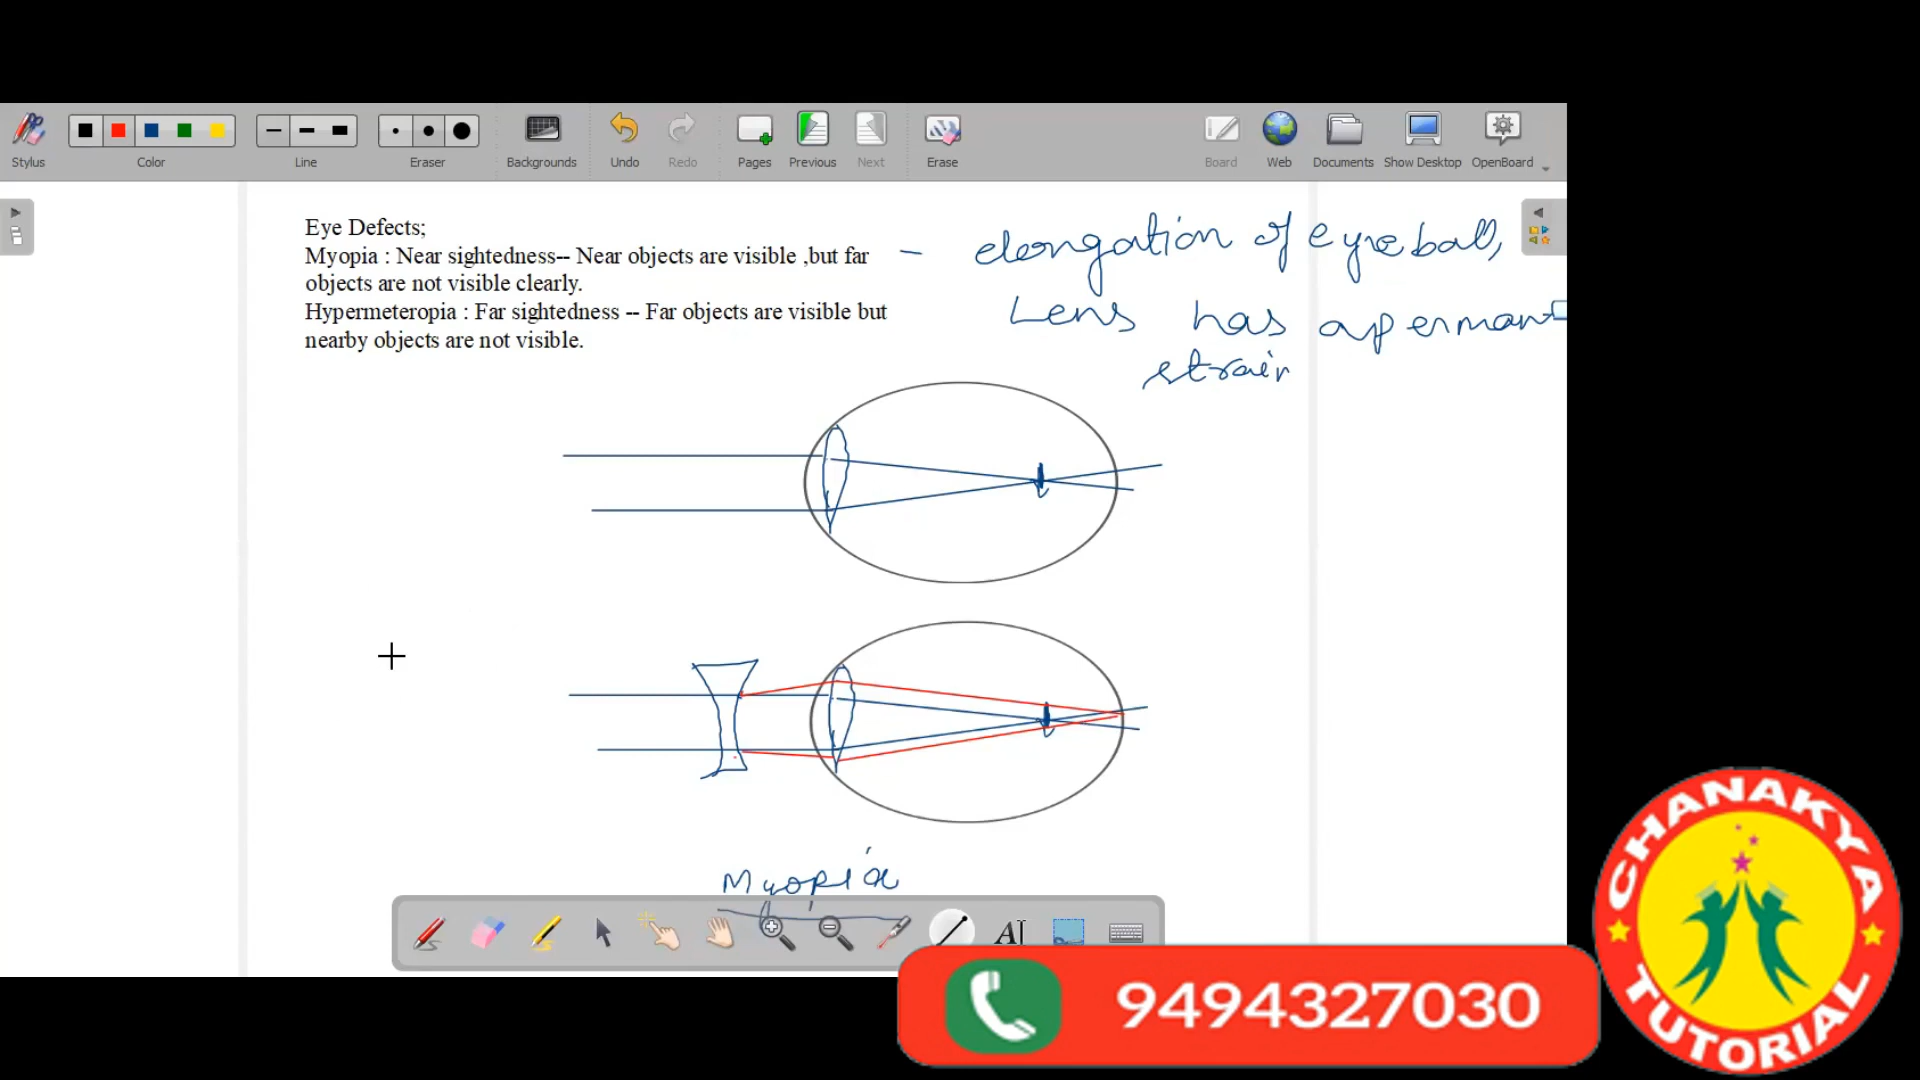 Stylus
Color
Line
Eraser
Backgrounds
Undo
Redo
Pages
Previous
Next
Erase
Board
Web
Documents
Show Desktop
OpenBoard
Eye Defects;
Myopia : Near sightedness-- Near objects are visible ,but far
objects are not visible clearly.
Hypermeteropia : Far sightedness -- Far objects are visible but
nearby objects are not visible.
– elongation of eyeball,
Lens has a permant
strain
Myopia
9494327030
CHANAKYA
TUTORIAL